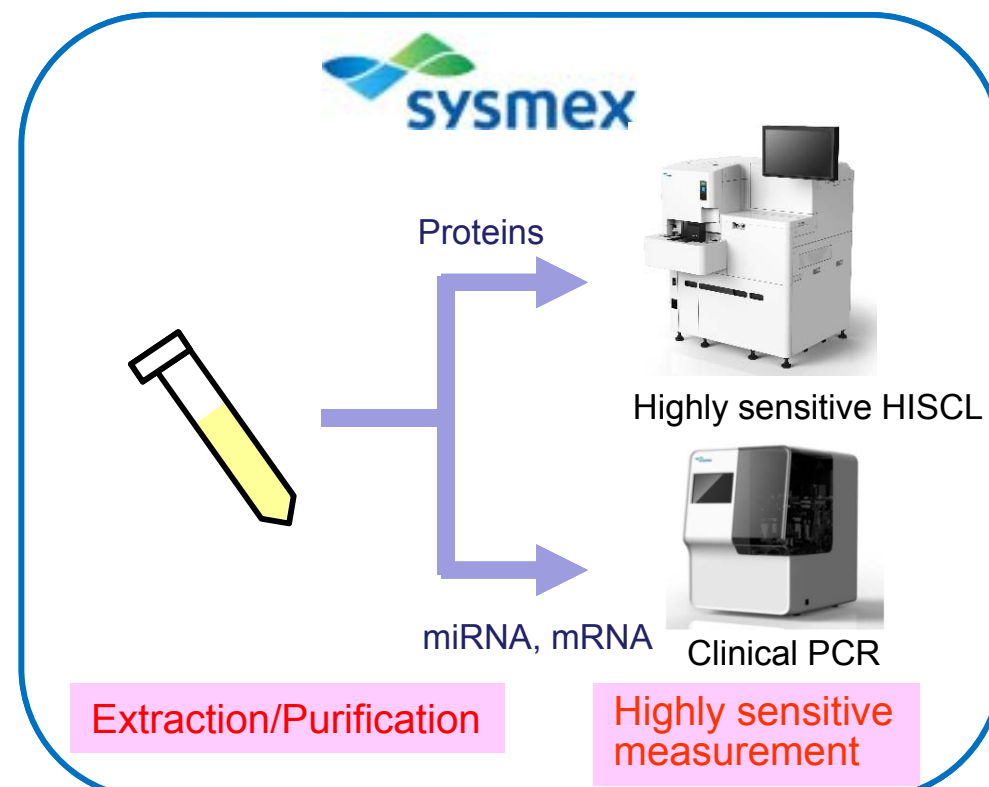 sysmex
Proteins
Highly sensitive HISCL
miRNA, mRNA
Clinical PCR
Extraction/Purification
Highly sensitive
measurement